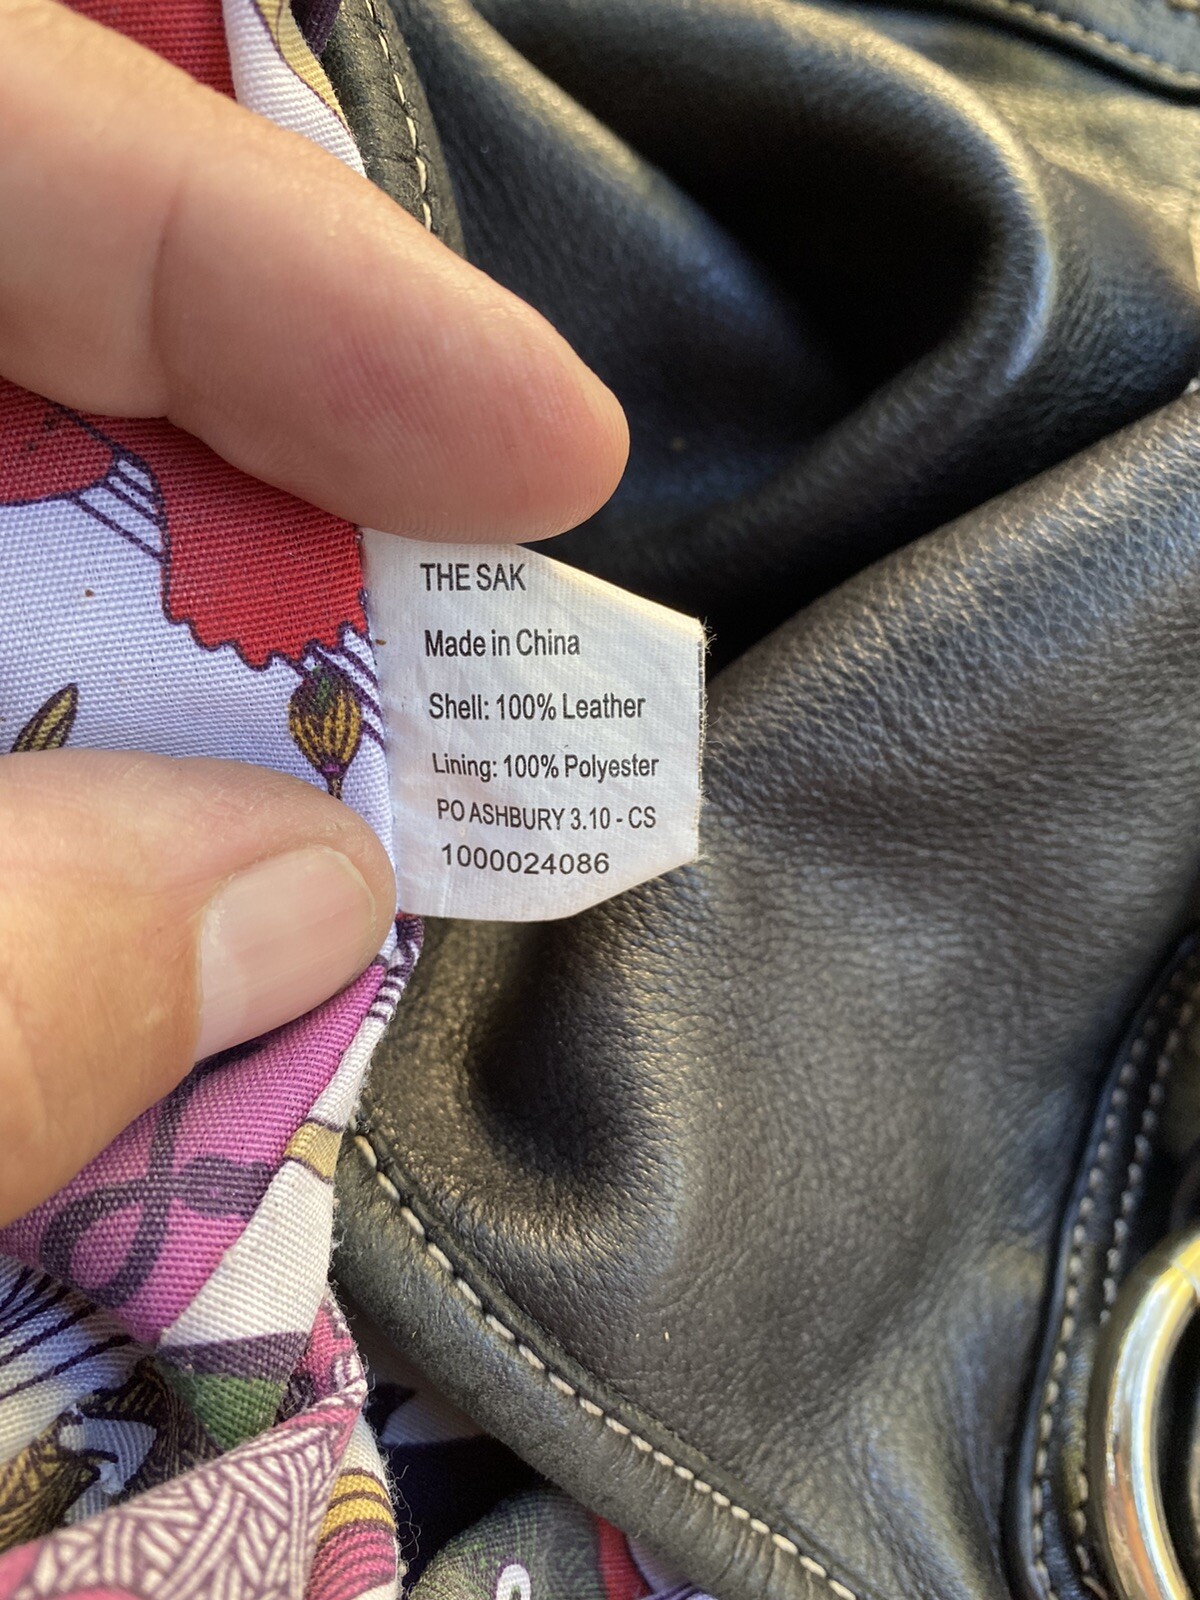 THE SAK
Made in China
Shell: 100% Leather
Lining: 100% Polyester
PO ASHBURY 3.10 - CS
1000024086